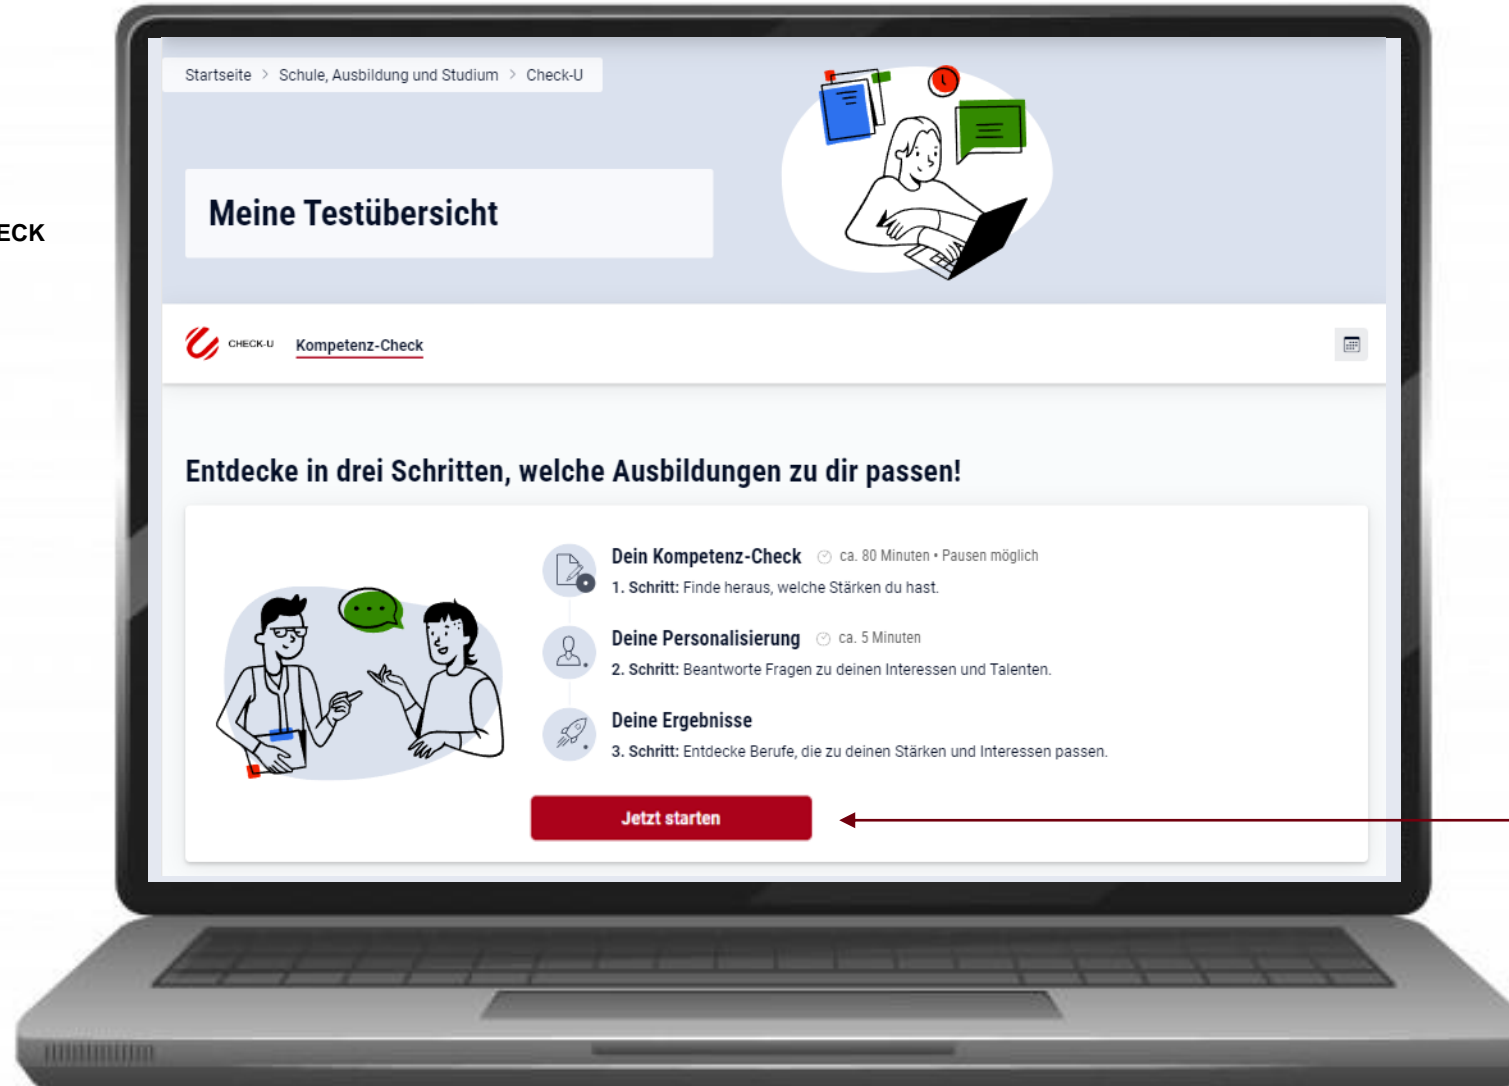 Startseite > Schule, Ausbildung und Studium > Check-U
Meine Testübersicht
ECK
CHECK-U Kompetenz-Check
Entdecke in drei Schritten, welche Ausbildungen zu dir passen!
Dein Kompetenz-Check ca. 80 Minuten • Pausen möglich
1. Schritt: Finde heraus, welche Stärken du hast.
Deine Personalisierung ca. 5 Minuten
2. Schritt: Beantworte Fragen zu deinen Interessen und Talenten.
Deine Ergebnisse
3. Schritt: Entdecke Berufe, die zu deinen Stärken und Interessen passen.
Jetzt starten